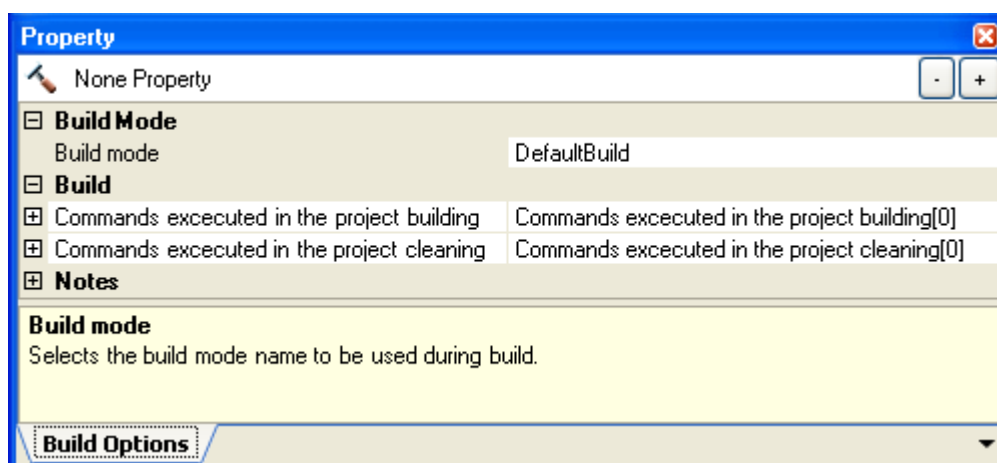 Property
None Property
- +
Build Mode
Build mode DefaultBuild
Build
Commands excecuted in the project building Commands excecuted in the project building[0]
Commands excecuted in the project cleaning Commands excecuted in the project cleaning[0]
Notes
Build mode
Selects the build mode name to be used during build.
Build Options